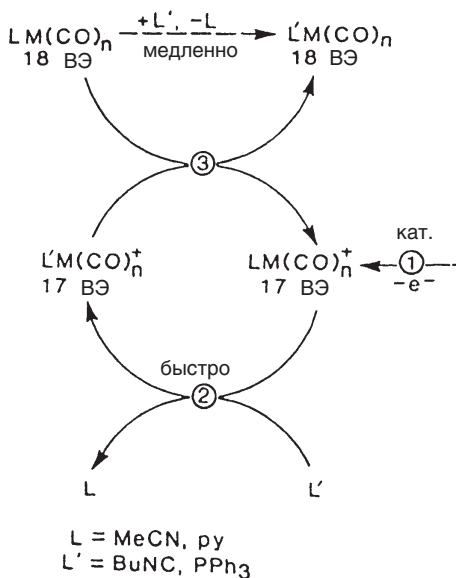 LM(CO)n +L′, −L L′M(CO)n
18 ВЭ медленно 18 ВЭ
③
L′M(CO)n+ LM(CO)n+ кат.
17 ВЭ 17 ВЭ ① −e−
быстро
②
L L′
L = MeCN, py
L′ = BuNC, PPh3